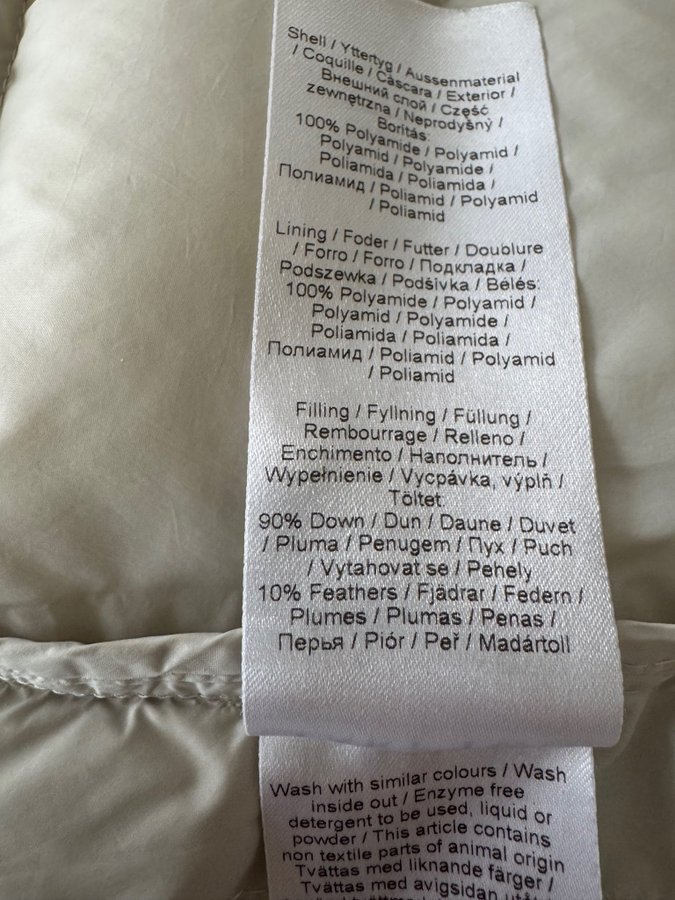 Shell / Yttertyg / Aussenmaterial
/ Coquille / Cáscara / Exterior /
Внешний слой / Część
zewnętrzna / Neprodyšný /
Borítás:
100% Polyamide / Polyamid /
Polyamid / Polyamide /
Poliamida / Poliamida /
Полиамид / Poliamid / Polyamid
/ Poliamid
Lining / Foder / Futter / Doublure
/ Forro / Forro / Подкладка /
Podszewka / Podšívka / Bélés:
100% Polyamide / Polyamid /
Polyamid / Polyamide /
Poliamida / Poliamida /
Полиамид / Poliamid / Polyamid
/ Poliamid
Filling / Fyllning / Füllung /
Rembourrage / Relleno /
Enchimento / Наполнитель /
Wypełnienie / Vycpávka, výplň /
Töltet
90% Down / Dun / Daune / Duvet
/ Pluma / Penugem / Пух / Puch
/ Vytahovat se / Pehely
10% Feathers / Fjädrar / Federn /
Plumes / Plumas / Penas /
Перья / Piór / Peř / Madártoll
Wash with similar colours / Wash
inside out / Enzyme free
detergent to be used, liquid or
powder / This article contains
non textile parts of animal origin
Tvättas med liknande färger /
Tvättas med avigsidan